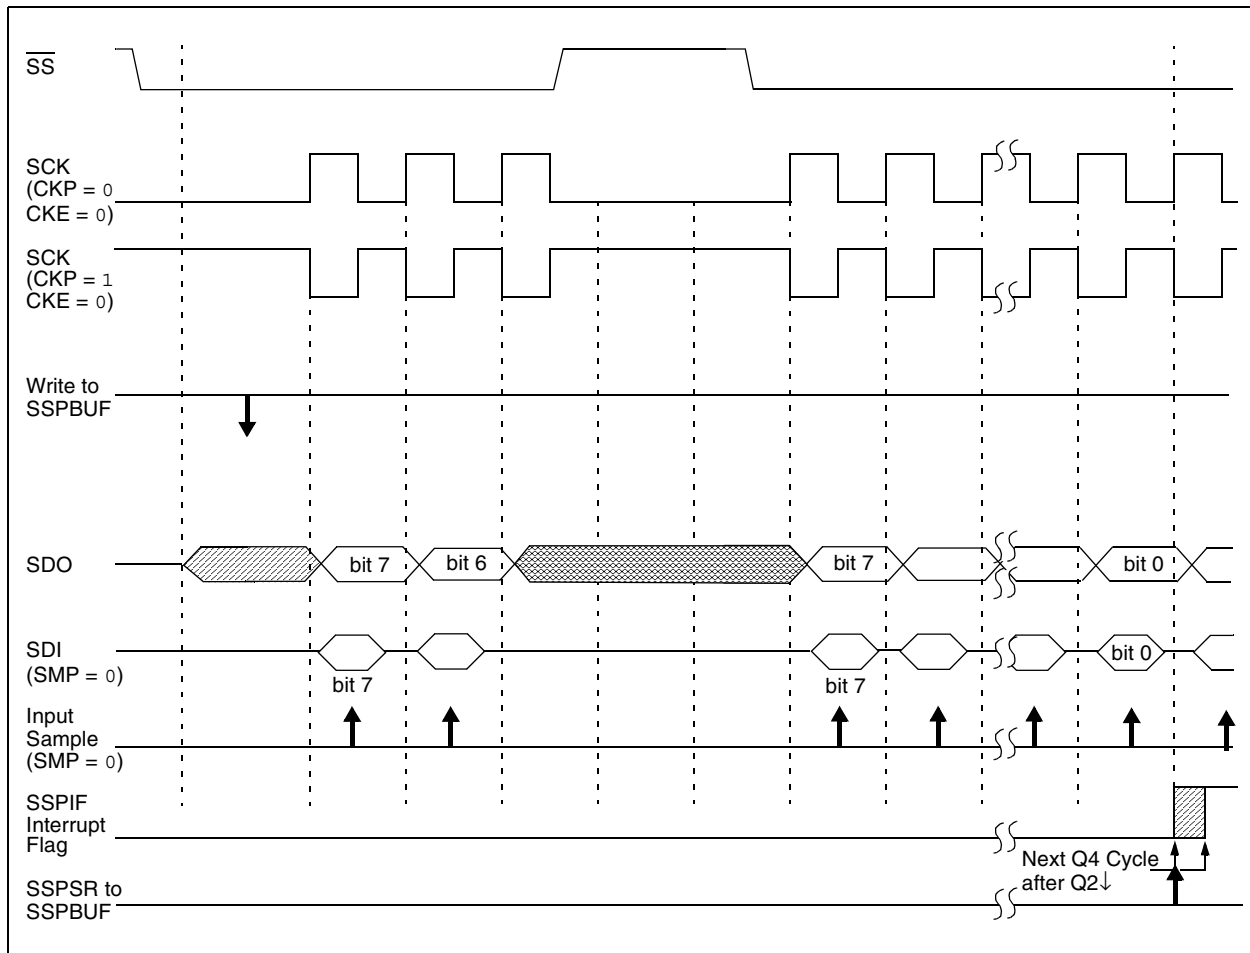 SS
SCK
(CKP = 0
CKE = 0)
SCK
(CKP = 1
CKE = 0)
Write to
SSPBUF
SDO
bit 7
bit 6
bit 7
bit 0
SDI
(SMP = 0)
bit 7
bit 7
bit 0
Input
Sample
(SMP = 0)
SSPIF
Interrupt
Flag
Next Q4 Cycle
after Q2↓
SSPSR to
SSPBUF